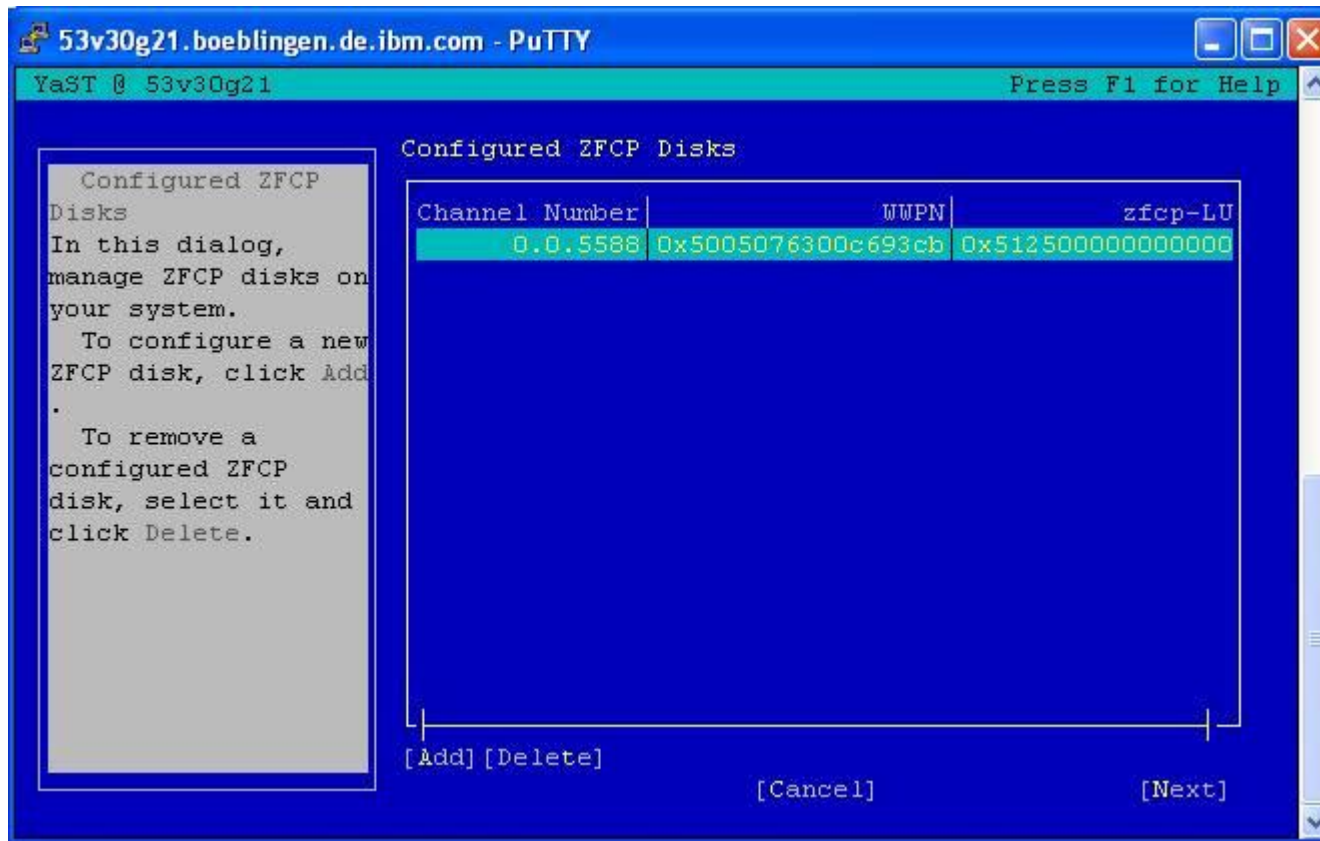 53v30g21.boeblingen.de.ibm.com - PuTTY
YaST @ 53v30g21 Press F1 for Help
Configured ZFCP
Disks
In this dialog,
manage ZFCP disks on
your system.
To configure a new
ZFCP disk, click Add
.
To remove a
configured ZFCP
disk, select it and
click Delete.
Configured ZFCP Disks
Channel Number WWPN zfcp-LU
0.0.5588 0x5005076300c693cb 0x512500000000000
[Add][Delete]
[Cancel] [Next]